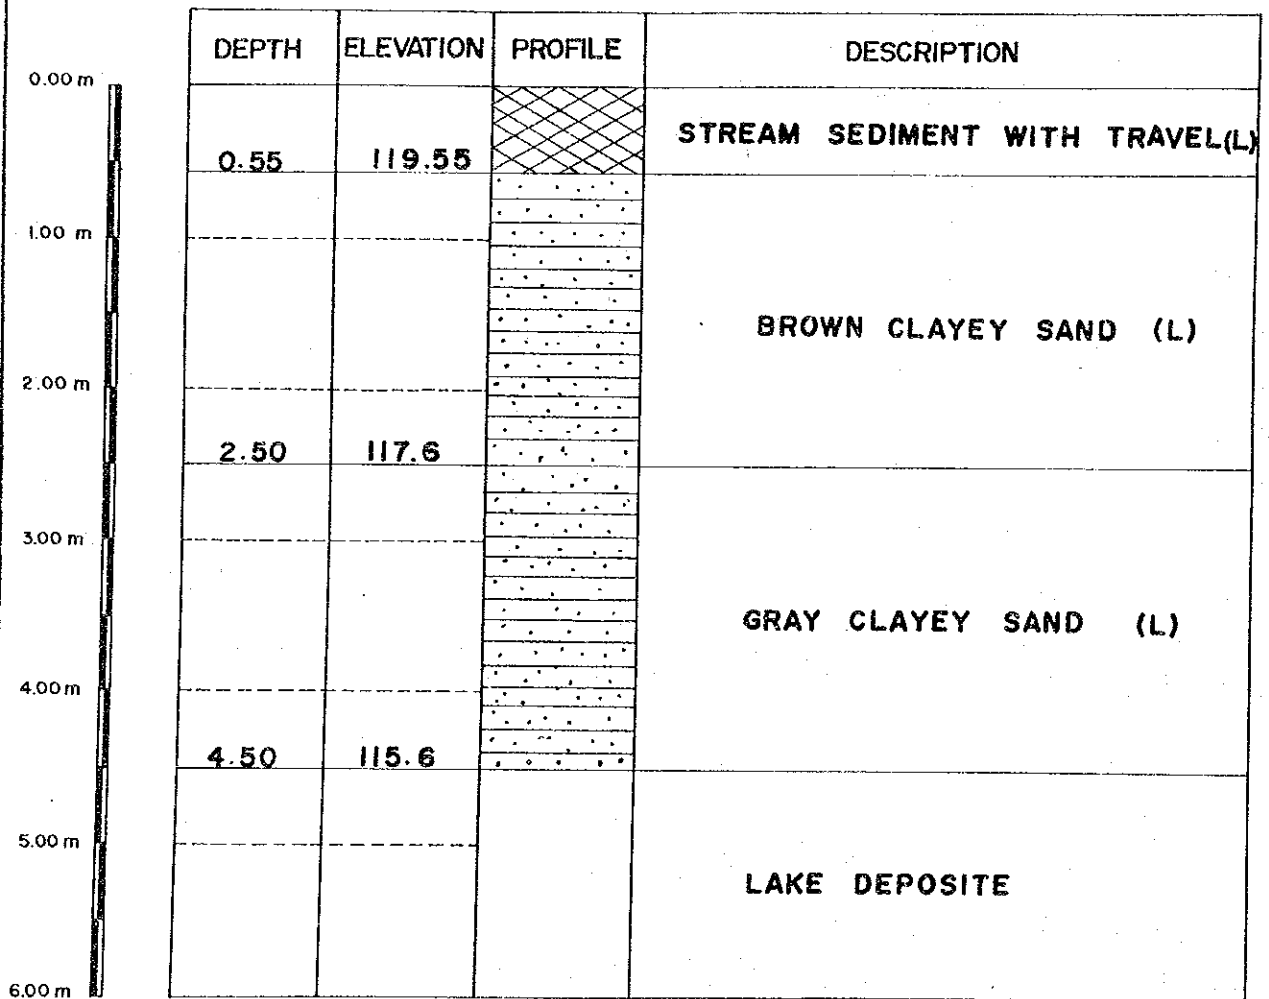 DEPTH ELEVATION PROFILE DESCRIPTION
0.00 m
STREAM SEDIMENT WITH TRAVEL(L)
0.55 119.55
1.00 m
BROWN CLAYEY SAND (L)
2.00 m
2.50 117.6
3.00 m
GRAY CLAYEY SAND (L)
4.00 m
4.50 115.6
5.00 m
LAKE DEPOSITE
6.00 m